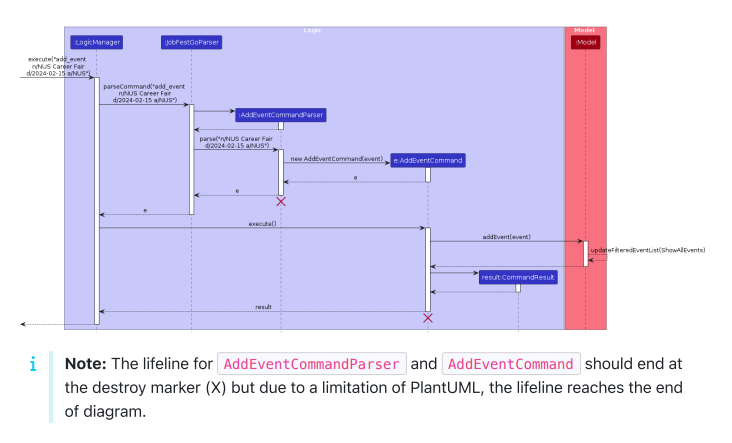 Logic
Model
:LogicManager
:JobFestGoParser
:Model
execute("add_event
n/NUS Career Fair
d/2024-02-15 a/NUS")
parseCommand("add_event
n/NUS Career Fair
d/2024-02-15 a/NUS")
:AddEventCommandParser
parse("n/NUS Career Fair
d/2024-02-15 a/NUS")
new AddEventCommand(event)
e:AddEventCommand
e
e
e
execute()
addEvent(event)
updateFilteredEventList(ShowAllEvents)
result:CommandResult
result
i
Note: The lifeline for AddEventCommandParser and AddEventCommand should end at
the destroy marker (X) but due to a limitation of PlantUML, the lifeline reaches the end
of diagram.